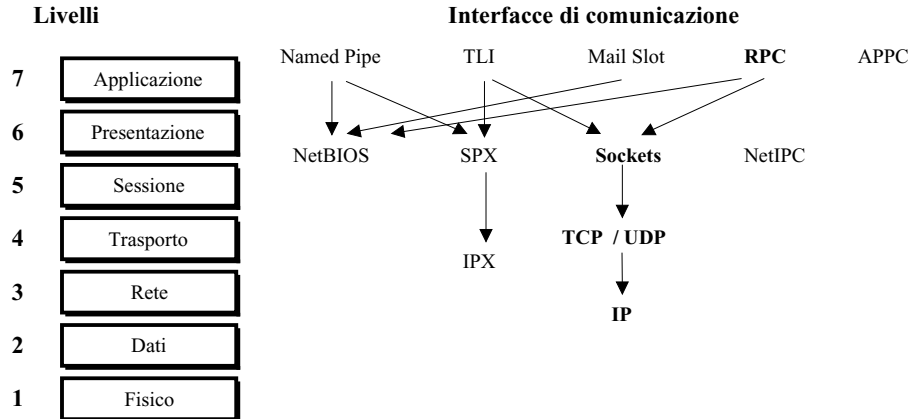 Livelli Interfacce di comunicazione
Named Pipe TLI Mail Slot RPC APPC
7 Applicazione
6 Presentazione
NetBIOS SPX Sockets NetIPC
5 Sessione
4 Trasporto
TCP / UDP
IPX
3 Rete
IP
2 Dati
1 Fisico